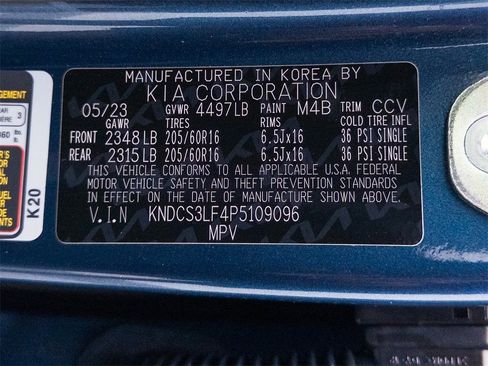 MANUFACTURED IN KOREA BY
KIA CORPORATION
05/23 GVWR 4497LB PAINT M4B TRIM CCV
GAWR TIRES RIMS COLD TIRE INFL
FRONT 2348LB 205/60R16 6.5Jx16 36 PSI SINGLE
REAR 2315LB 205/60R16 6.5Jx16 36 PSI SINGLE
THIS VEHICLE CONFORMS TO ALL APPLICABLE U.S.A. FEDERAL
MOTOR VEHICLE SAFETY AND THEFT PREVENTION STANDARDS
IN EFFECT ON THE DATE OF MANUFACTURE SHOWN ABOVE
V.I.N KNDCS3LF4P5109096
MPV
K20
3